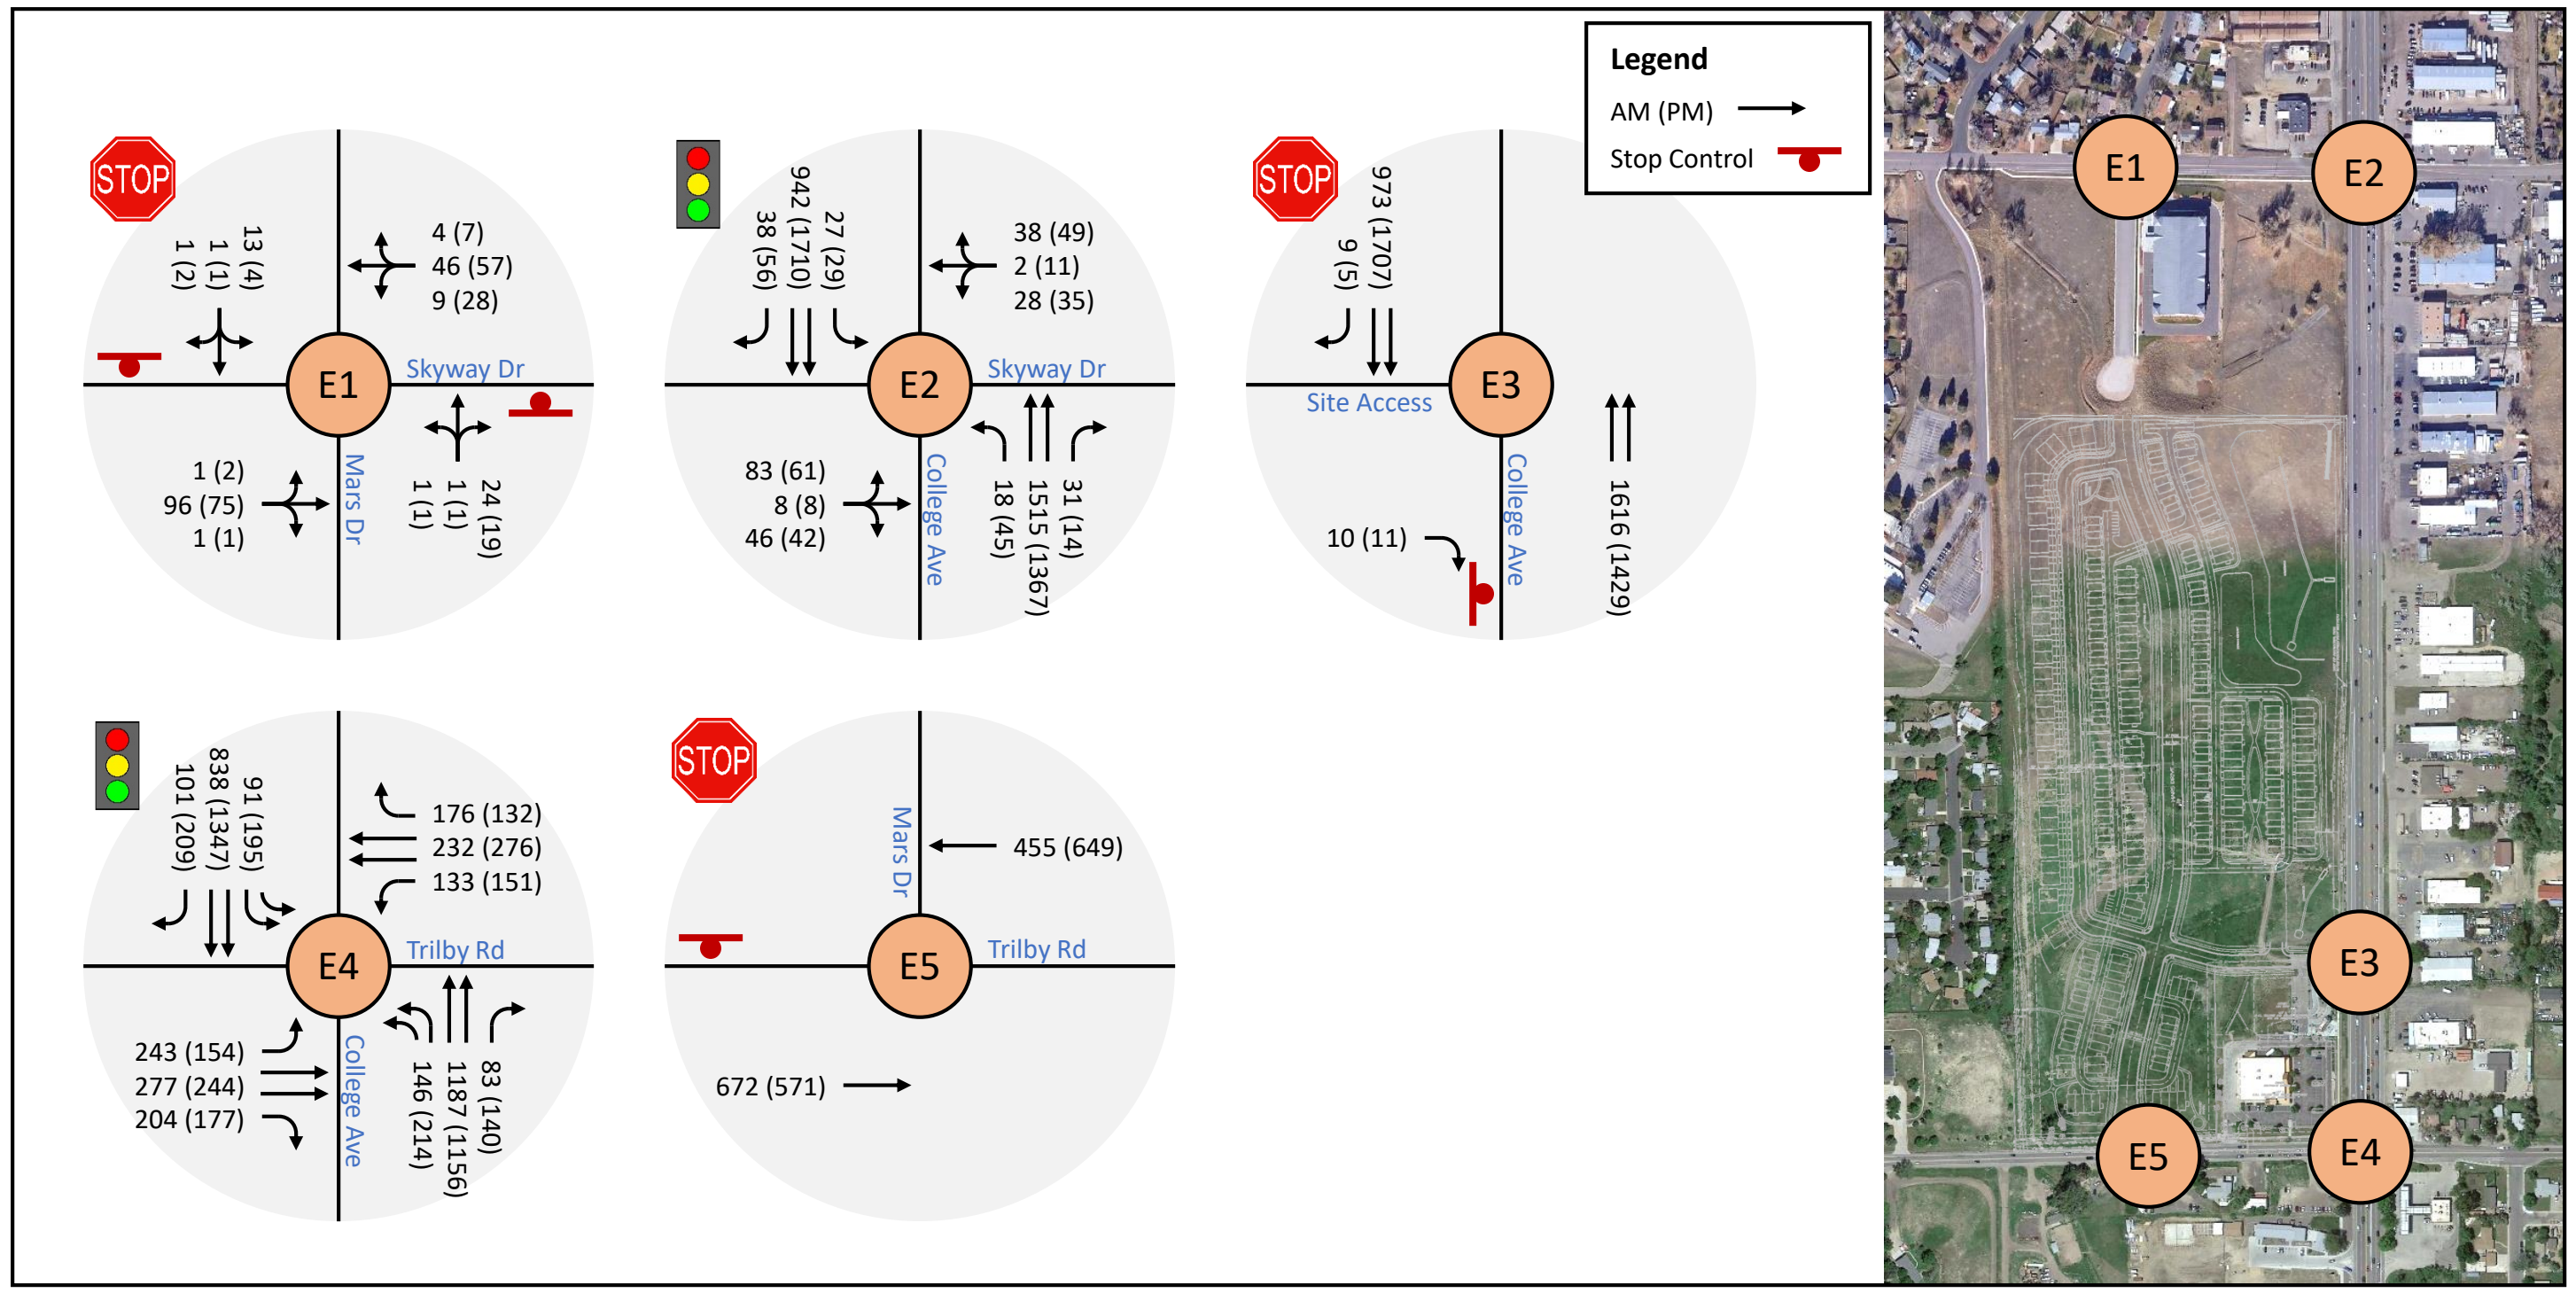 Legend
AM (PM)
Stop Control
STOP
13 (4)
1 (1)
1 (2)
4 (7)
46 (57)
9 (28)
E1
Skyway Dr
Mars Dr
1 (2)
96 (75)
1 (1)
1 (1)
1 (1)
24 (19)
38 (56)
942 (1710)
27 (29)
38 (49)
2 (11)
28 (35)
E2
Skyway Dr
College Ave
83 (61)
8 (8)
46 (42)
18 (45)
1515 (1367)
31 (14)
STOP
9 (5)
973 (1707)
E3
Site Access
College Ave
10 (11)
1616 (1429)
101 (209)
838 (1347)
91 (195)
176 (132)
232 (276)
133 (151)
E4
Trilby Rd
College Ave
243 (154)
277 (244)
204 (177)
146 (214)
1187 (1156)
83 (140)
STOP
Mars Dr
455 (649)
E5
Trilby Rd
672 (571)
E1
E2
E3
E4
E5